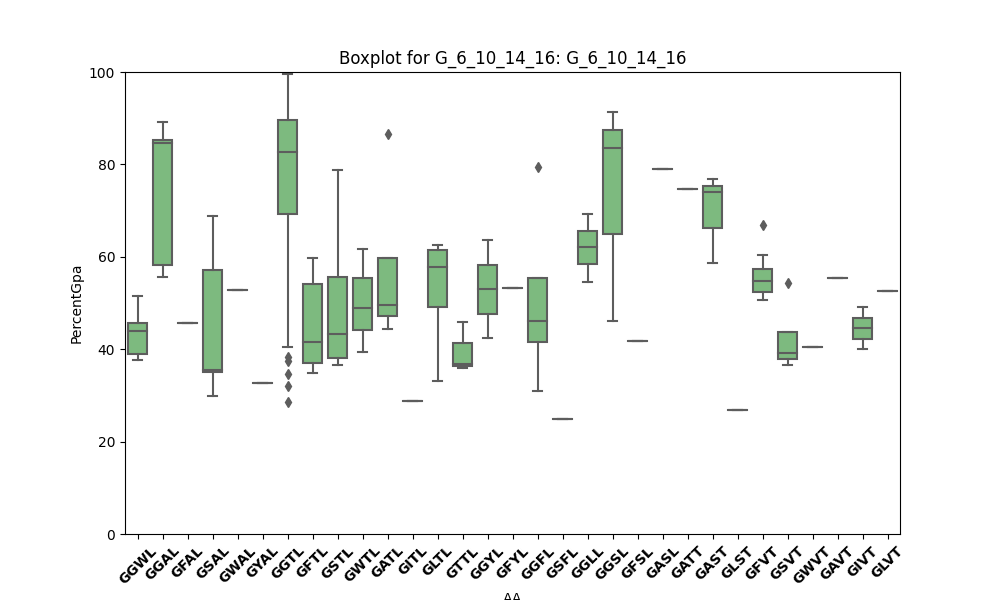 Boxplot for G_6_10_14_16: G_6_10_14_16
100
80
60
40
20
0
PercentGpa
GGWL
GGAL
GFAL
GSAL
GWAL
GYAL
GGTL
GFTL
GSTL
GWTL
GATL
GITL
GLTL
GTTL
GGYL
GFYL
GGFL
GSFL
GGLL
GGSL
GFSL
GASL
GATT
GAST
GLST
GFVT
GSVT
GWVT
GAVT
GIVT
GLVT
AA